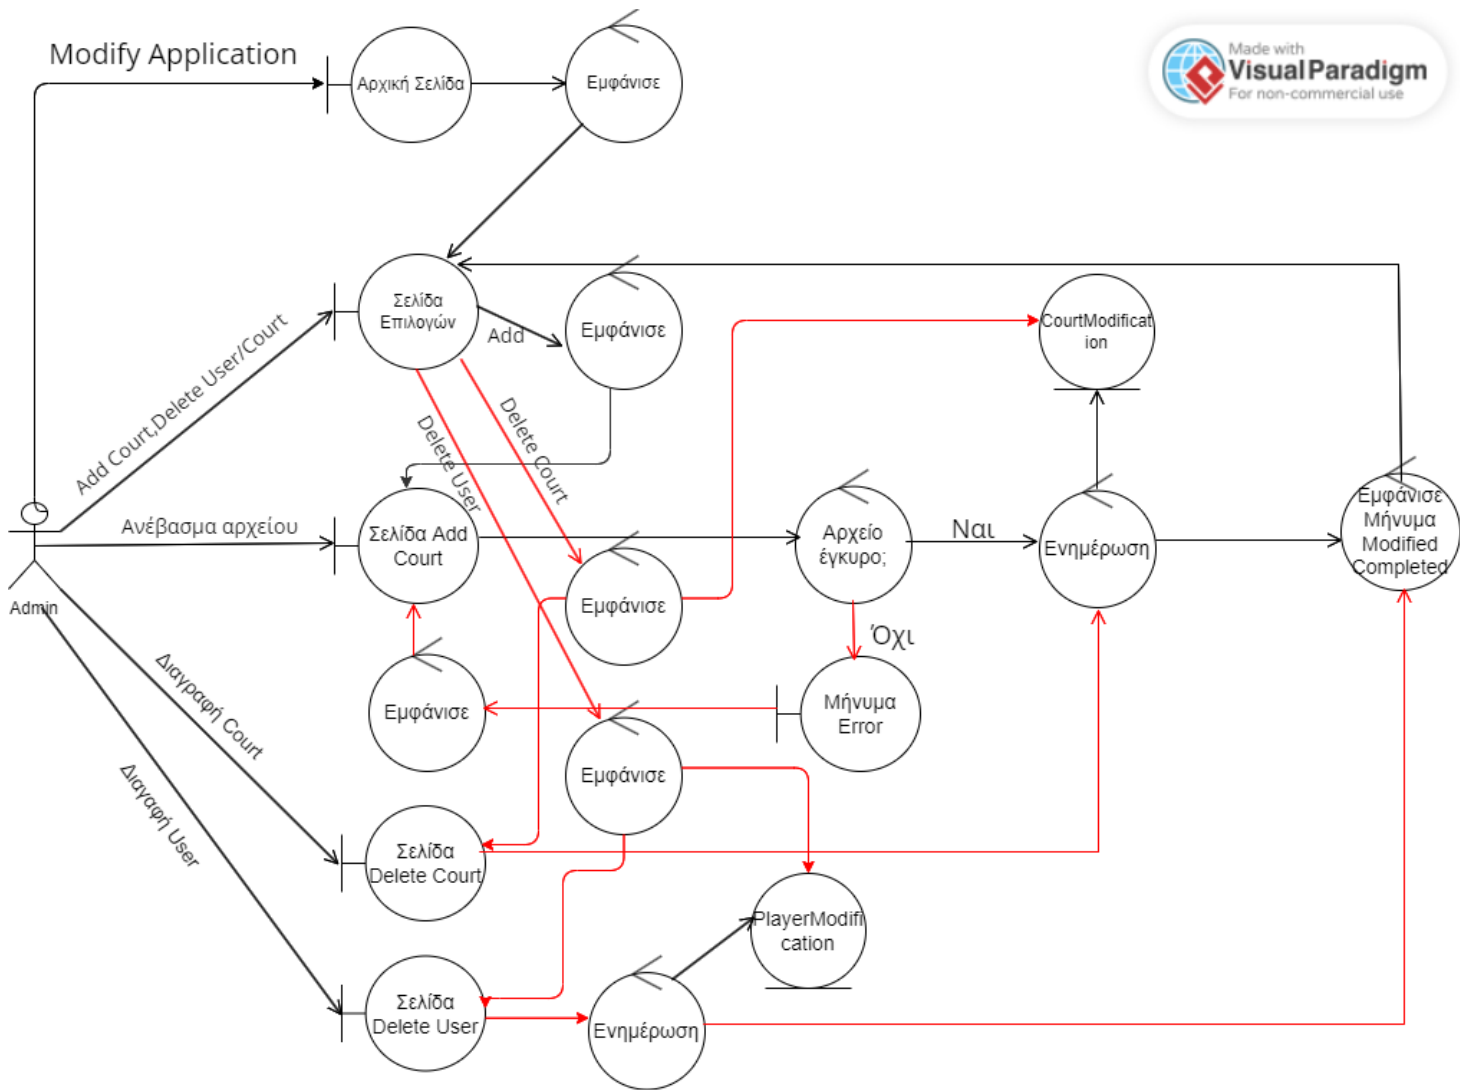 Modify Application
Αρχική Σελίδα
Εμφάνισε
Made with
Visual Paradigm
For non-commercial use
Σελίδα
Επιλογών
Add
Εμφάνισε
CourtModificat
ion
Add Court,Delete User/Court
Delete Court
Delete User
Ανέβασμα αρχείου
Σελίδα Add
Court
Αρχείο
έγκυρο;
Ναι
Ενημέρωση
Εμφάνισε
Μήνυμα
Modified
Completed
Admin
Εμφάνισε
Όχι
Διαγραφή Court
Εμφάνισε
Μήνυμα
Error
Εμφάνισε
Διαγαφή User
Σελίδα
Delete Court
PlayerModifi
cation
Σελίδα
Delete User
Ενημέρωση